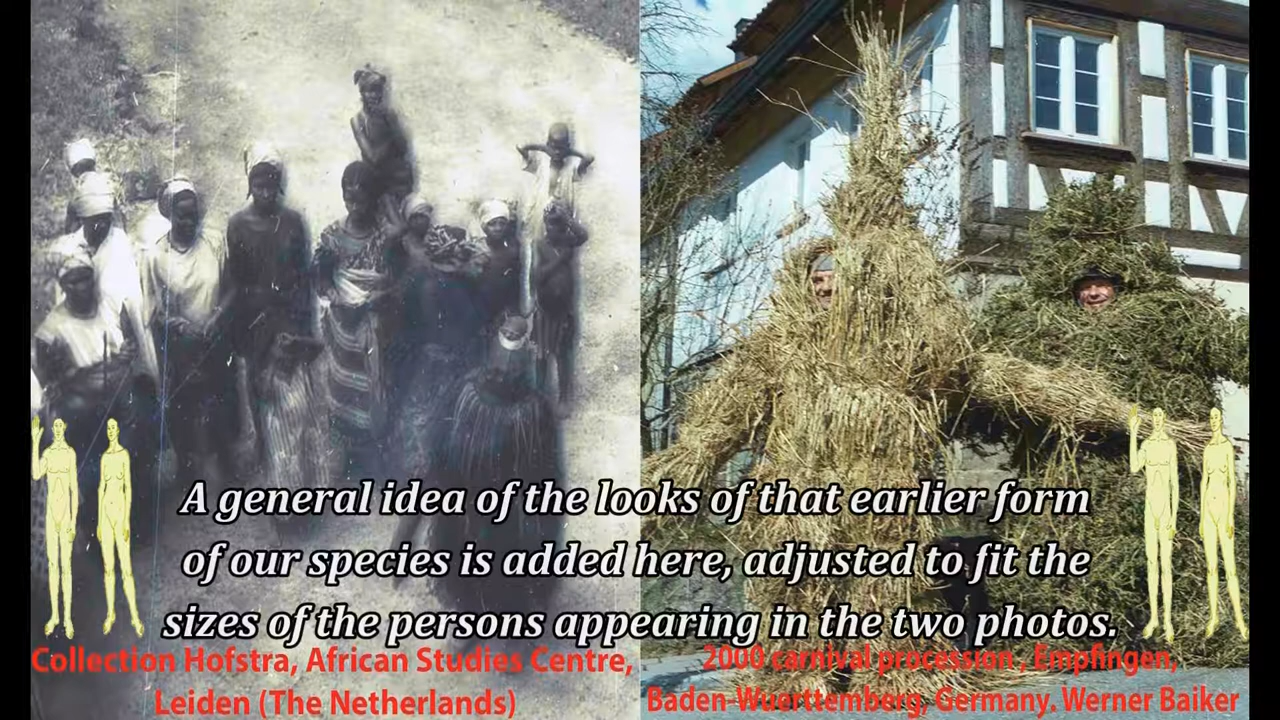 A general idea of the looks of that earlier form
of our species is added here, adjusted to fit the
sizes of the persons appearing in the two photos.
Collection Hofstra, African Studies Centre,
Leiden (The Netherlands)
2000 carnival procession , Empfingen,
Baden-Wuerttemberg, Germany. Werner Baiker